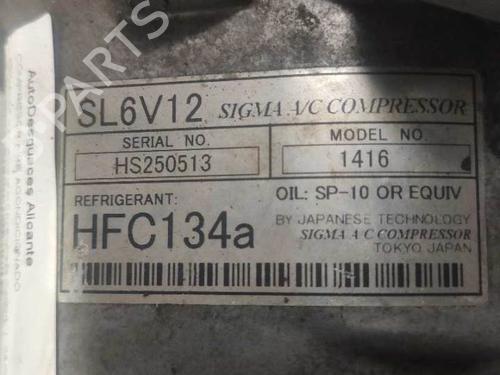 SL6V12 SIGMA A/C COMPRESSOR
SERIAL NO. MODEL NO.
HS250513 1416
REFRIGERANT: OIL: SP-10 OR EQUIV
HFC134a BY JAPANESE TECHNOLOGY
SIGMA A/C COMPRESSOR
TOKYO JAPAN
AutoDesguaces Alicante
PARTS